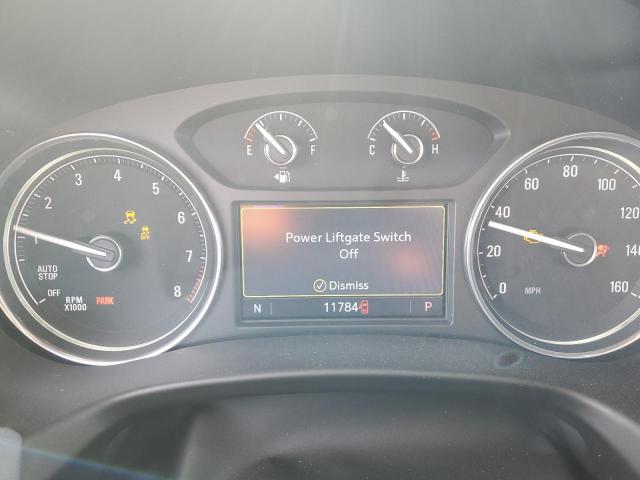 E F
C H
1 2 3 4 5 6 7 8
AUTO
STOP
OFF
RPM
X1000
PARK
OFF
Power Liftgate Switch
Off
Dismiss
N 11784 P
0 20 40 60 80 100 120 140 160
MPH